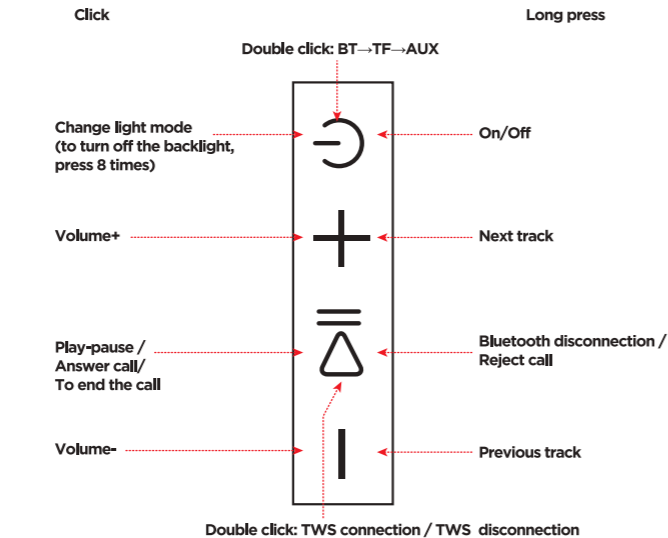 Click
Long press
Double click: BT→TF→AUX
Change light mode
(to turn off the backlight,
press 8 times)
On/Off
Volume+
Next track
Play-pause /
Answer call/
To end the call
Bluetooth disconnection /
Reject call
Volume-
Previous track
Double click: TWS connection / TWS disconnection